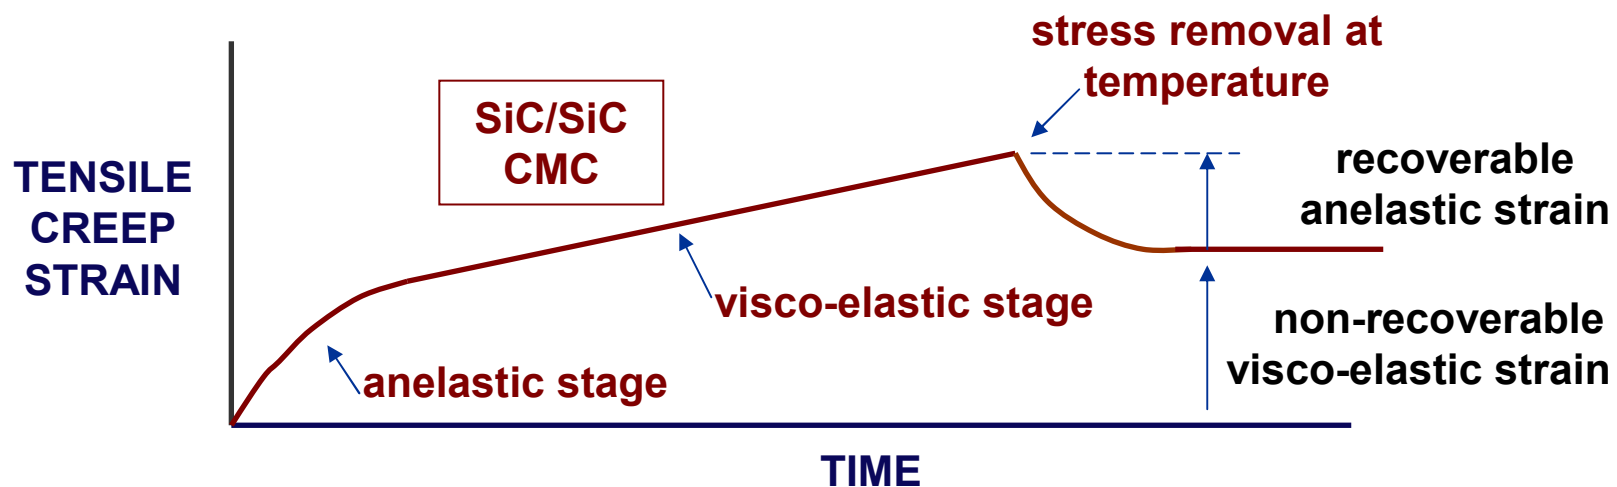 stress removal at
temperature
SiC/SiC
CMC
TENSILE
CREEP
STRAIN
recoverable
anelastic strain
visco-elastic stage
non-recoverable
visco-elastic strain
anelastic stage
TIME